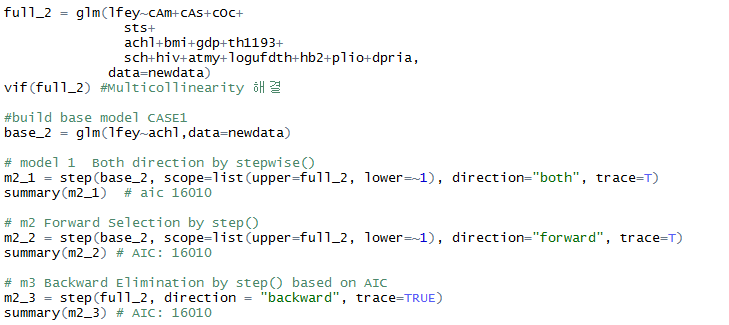 full_2 = glm(lfey~cAm+cAs+cOc+
sts+
achl+bmi+gdp+th1193+
sch+hiv+atmy+logufdth+hb2+plio+dpria,
data=newdata)
vif(full_2) #Multicollinearity 해결
#build base model CASE1
base_2 = glm(lfey~achl,data=newdata)
# model 1  Both direction by stepwise()
m2_1 = step(base_2, scope=list(upper=full_2, lower=~1), direction="both", trace=T)
summary(m2_1)  # aic 16010
# m2 Forward Selection by step()
m2_2 = step(base_2, scope=list(upper=full_2, lower=~1), direction="forward", trace=T)
summary(m2_2) # AIC: 16010
# m3 Backward Elimination by step() based on AIC
m2_3 = step(full_2, direction = "backward", trace=TRUE)
summary(m2_3) # AIC: 16010